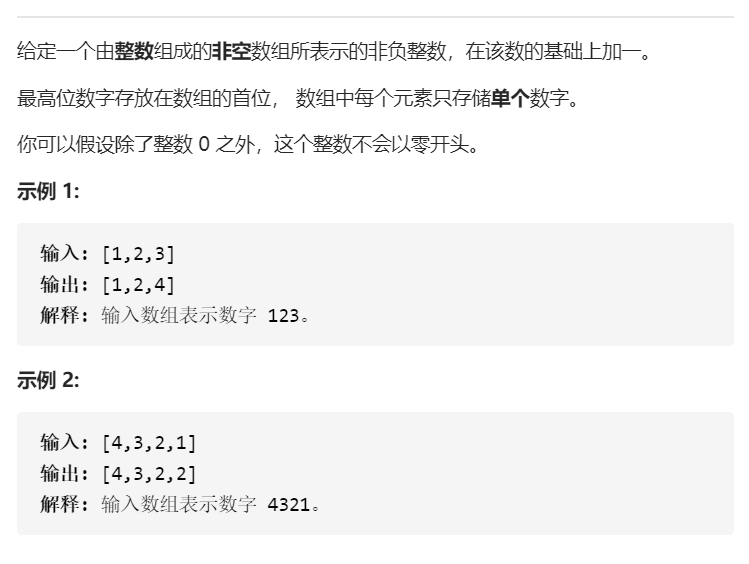 给定一个由整数组成的非空数组所表示的非负整数，在该数的基础上加一。
最高位数字存放在数组的首位， 数组中每个元素只存储单个数字。
你可以假设除了整数 0 之外，这个整数不会以零开头。
示例 1:
输入: [1,2,3]
输出: [1,2,4]
解释: 输入数组表示数字 123。
示例 2:
输入: [4,3,2,1]
输出: [4,3,2,2]
解释: 输入数组表示数字 4321。